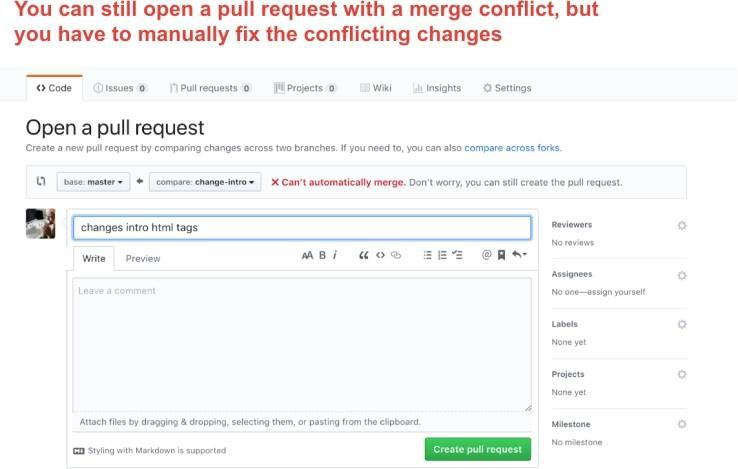 You can still open a pull request with a merge conflict, but
you have to manually fix the conflicting changes
Code Issues 0 Pull requests 0 Projects 0 Wiki Insights Settings
Open a pull request
Create a new pull request by comparing changes across two branches. If you need to, you can also compare across forks.
base: master compare: change-intro Can't automatically merge. Don't worry, you can still create the pull request.
changes intro html tags
Write Preview AA B i
Leave a comment
Attach files by dragging & dropping, selecting them, or pasting from the clipboard.
Styling with Markdown is supported
Create pull request
Reviewers
No reviews
Assignees
No one—assign yourself
Labels
None yet
Projects
None yet
Milestone
No milestone